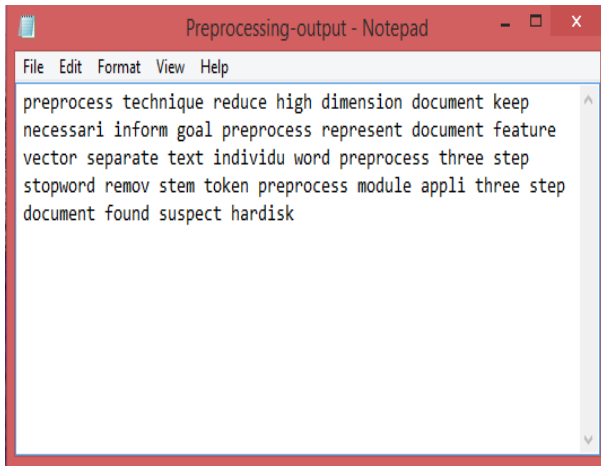 Preprocessing-output - Notepad
File Edit Format View Help
preprocess technique reduce high dimension document keep
necessari inform goal preprocess represent document feature
vector separate text individu word preprocess three step
stopword remov stem token preprocess module appli three step
document found suspect hardisk